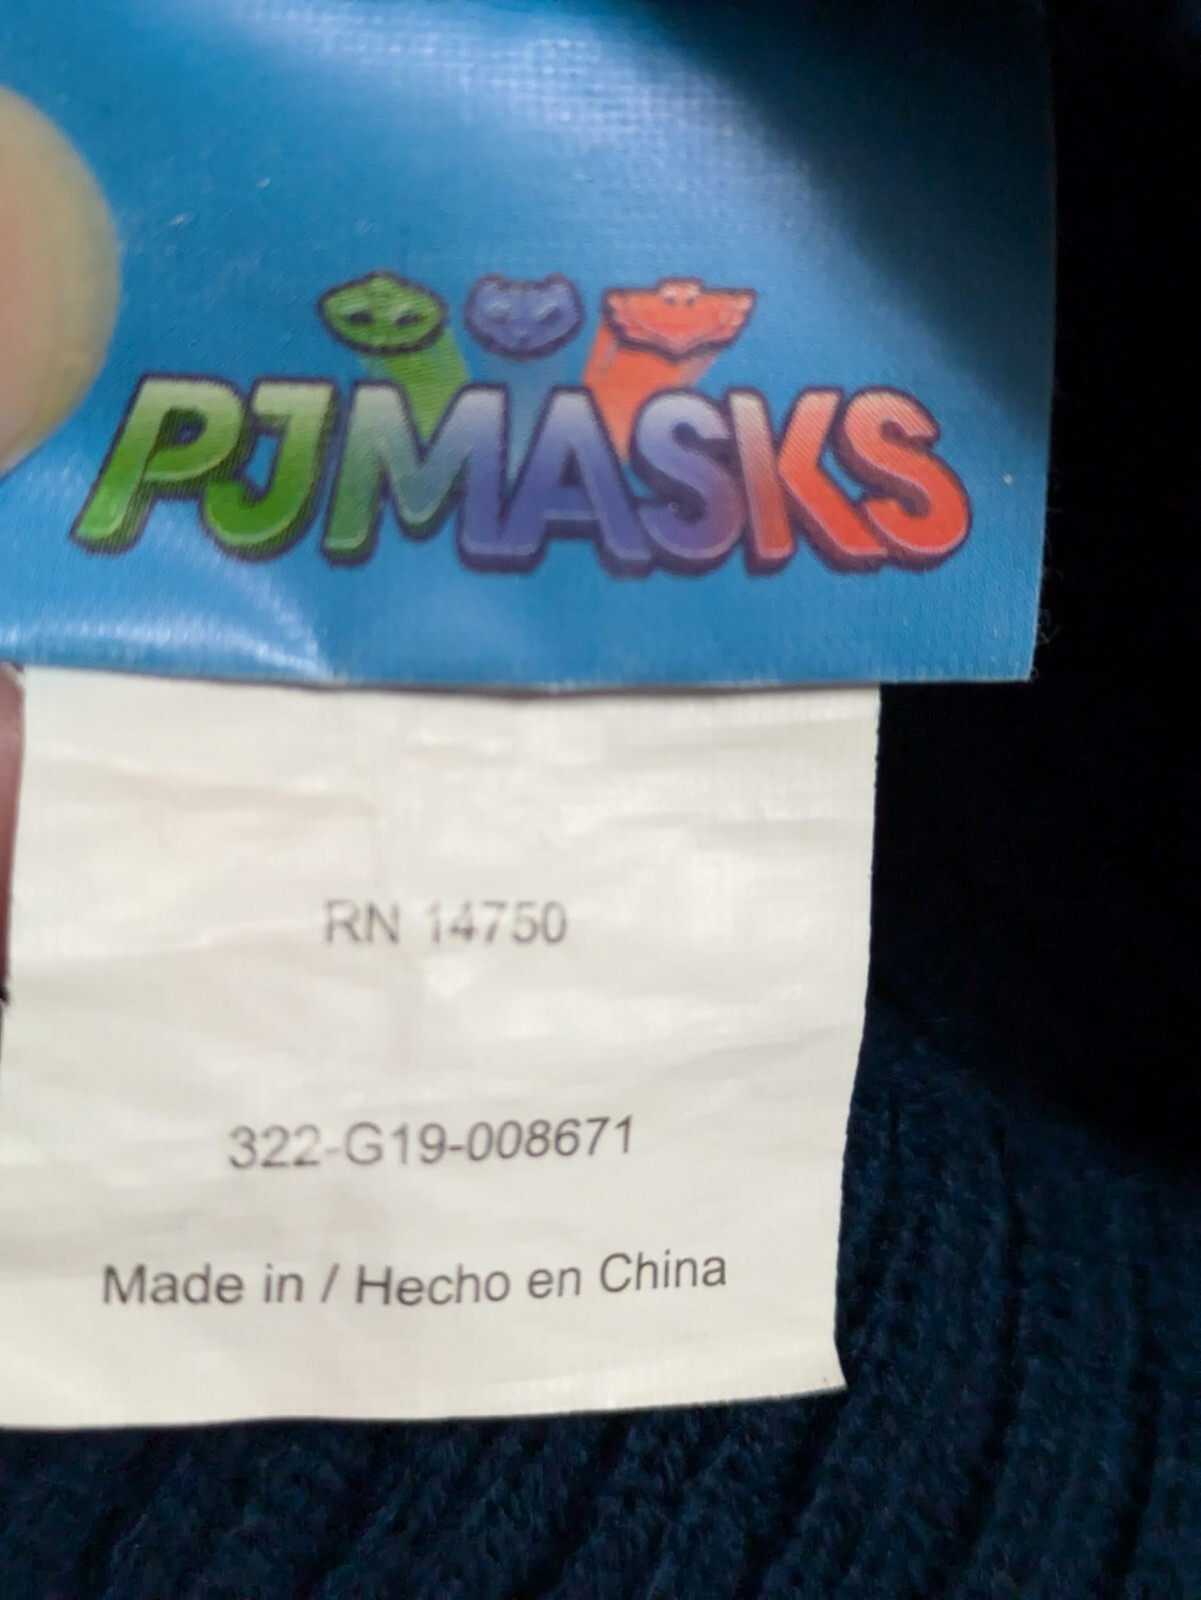 PJMASKS
RN 14750
322-G19-008671
Made in / Hecho en China